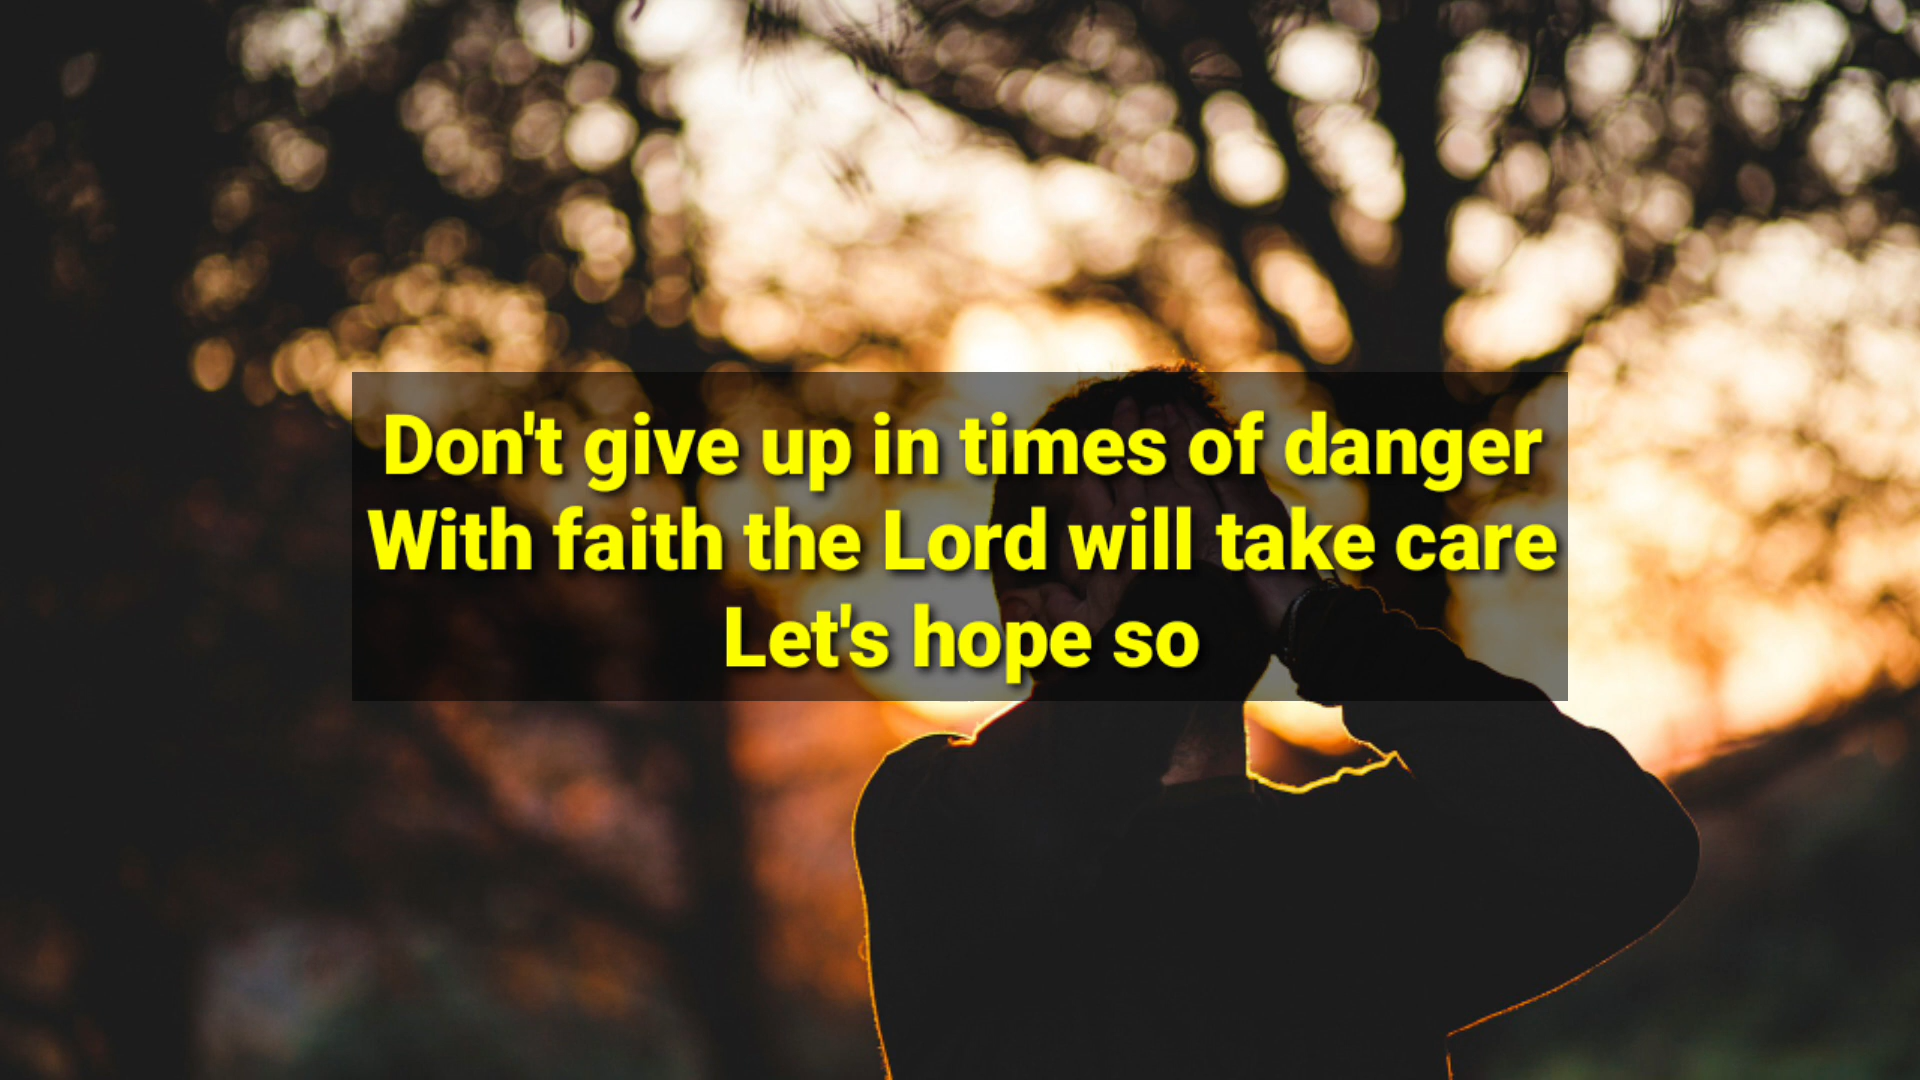 Don't give up in times of danger
With faith the Lord will take care
Let's hope so